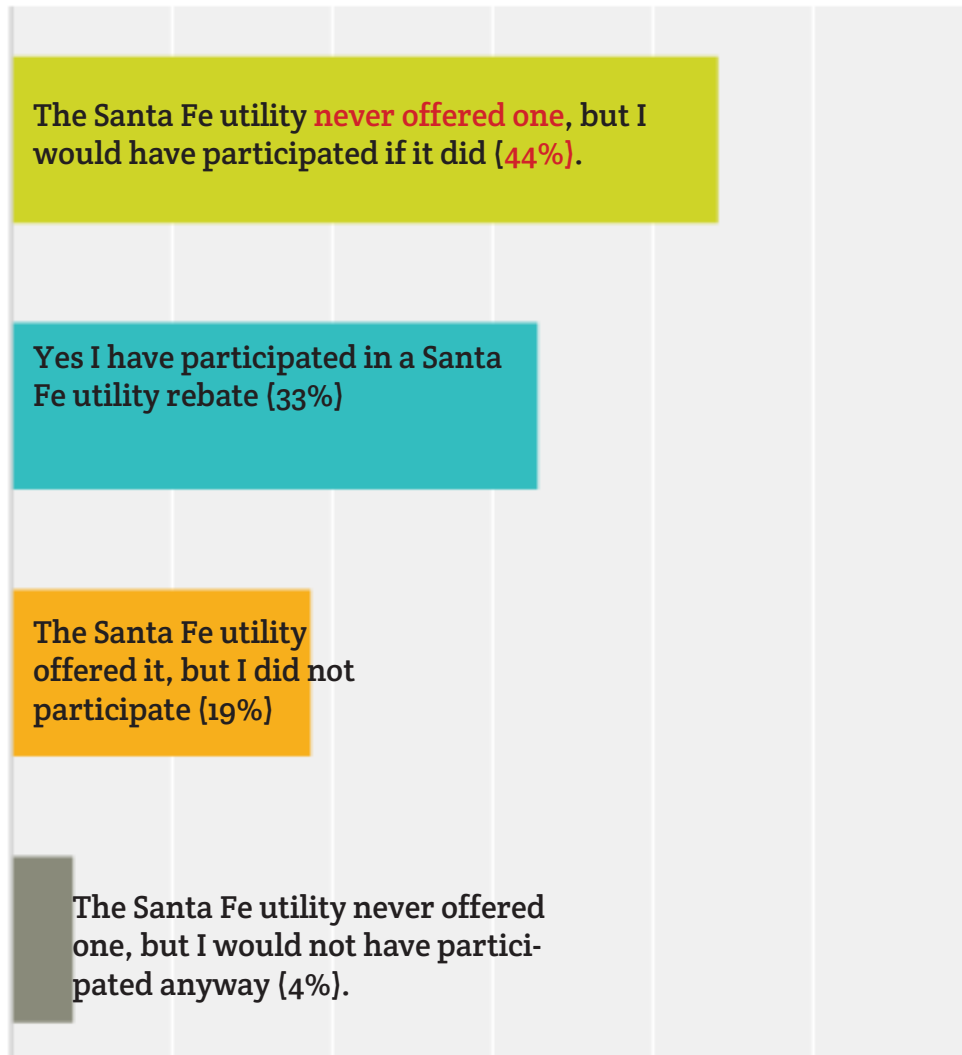 The Santa Fe utility never offered one, but I
would have participated if it did (44%).
Yes I have participated in a Santa
Fe utility rebate (33%)
The Santa Fe utility
offered it, but I did not
participate (19%)
The Santa Fe utility never offered
one, but I would not have partici-
pated anyway (4%).